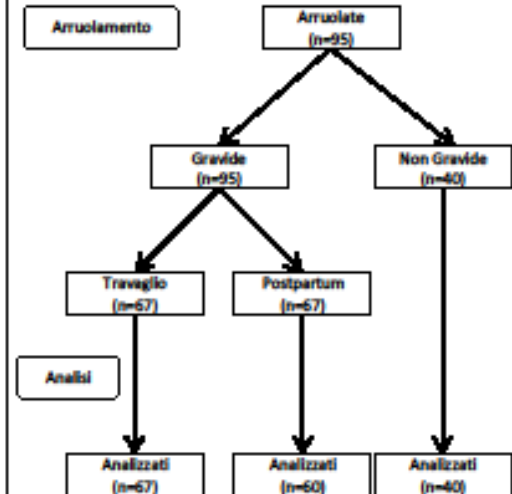 Arruolamento
Arruolate
(n=95)
Gravide
(n=95)
Non Gravide
(n=40)
Travaglio
(n=67)
Postpartum
(n=67)
Analisi
Analizzati
(n=67)
Analizzati
(n=60)
Analizzati
(n=40)